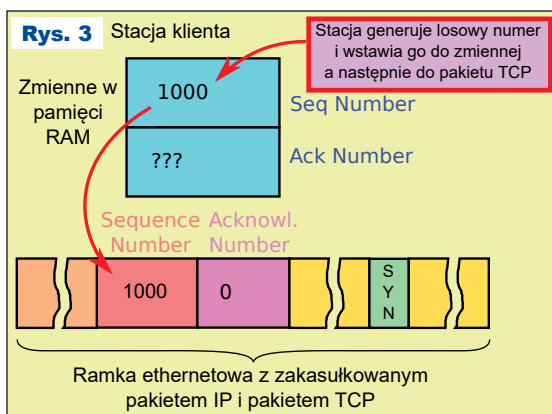 Rys. 3
Stacja klienta
Stacja generuje losowy numer
i wstawia go do zmiennej
a następnie do pakietu TCP
Zmienne w
pamięci
RAM
1000
Seq Number
???
Ack Number
Sequence
Number
Acknowl.
Number
1000
0
S
Y
N
Ramka ethernetowa z zakasułkowanym
pakietem IP i pakietem TCP